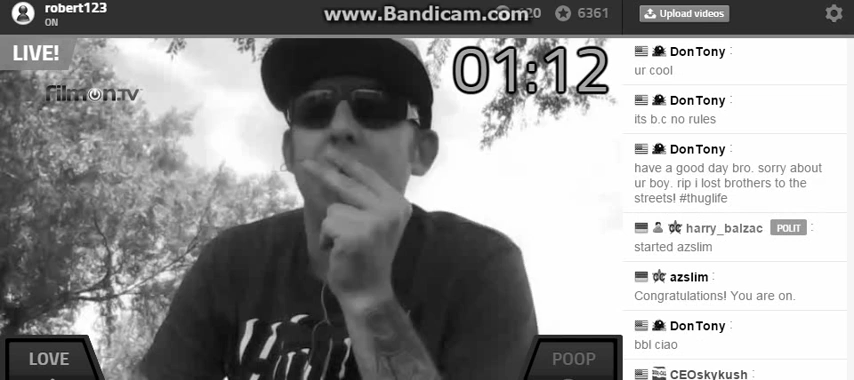 robert123
ON
www.Bandicam.com
6361
Upload videos
LIVE!
filmon.TV
01:12
LOVE
POOP
DonTony :
ur cool
DonTony :
its b.c no rules
DonTony :
have a good day bro. sorry about
ur boy. rip i lost brothers to the
streets! #thuglife
harry_balzac POLIT :
started azslim
azslim :
Congratulations! You are on.
DonTony :
bbl ciao
CEOskykush :